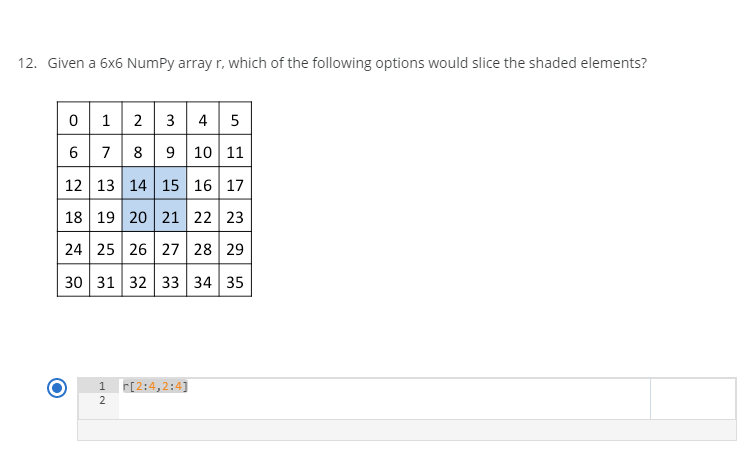 12. Given a 6x6 NumPy array r, which of the following options would slice the shaded elements?
0 1 2 3 4 5
6 7 8 9 10 11
12 13 14 15 16 17
18 19 20 21 22 23
24 25 26 27 28 29
30 31 32 33 34 35
1 r[2:4,2:4]
2